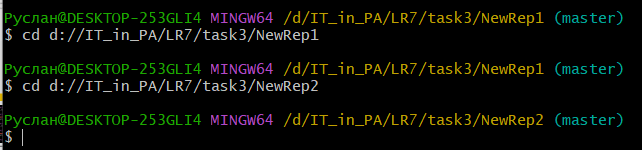 Руслан@DESKTOP-253GLI4 MINGW64 /d/IT_in_PA/LR7/task3/NewRep1 (master)
$ cd d://IT_in_PA/LR7/task3/NewRep1
Руслан@DESKTOP-253GLI4 MINGW64 /d/IT_in_PA/LR7/task3/NewRep1 (master)
$ cd d://IT_in_PA/LR7/task3/NewRep2
Руслан@DESKTOP-253GLI4 MINGW64 /d/IT_in_PA/LR7/task3/NewRep2 (master)
$